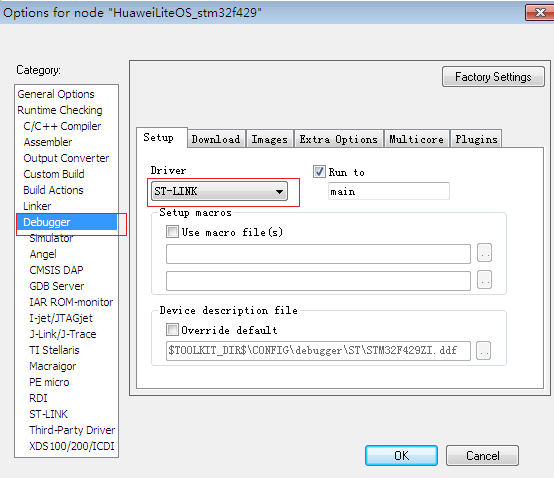 Options for node "HuaweiLiteOS_stm32f429"
Category:
General Options
Runtime Checking
C/C++ Compiler
Assembler
Output Converter
Custom Build
Build Actions
Linker
Debugger
Simulator
Angel
CMSIS DAP
GDB Server
IAR ROM-monitor
I-jet/JTAGjet
J-Link/J-Trace
TI Stellaris
Macraigor
PE micro
RDI
ST-LINK
Third-Party Driver
XDS100/200/ICDI
Factory Settings
Setup Download Images Extra Options Multicore Plugins
Driver
ST-LINK
Run to
main
Setup macros
Use macro file(s)
..
..
Device description file
Override default
$TOOLKIT_DIR$\CONFIG\debugger\ST\STM32F429ZI.ddf
..
OK Cancel